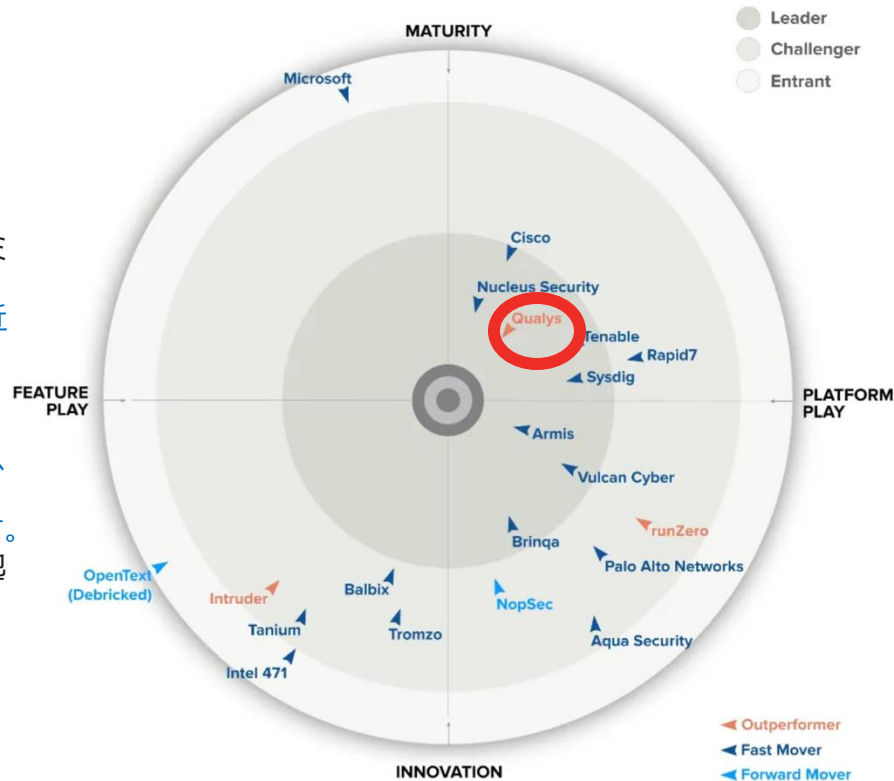 MATURITY
Leader
Challenger
Entrant
Microsoft
Cisco
Nucleus Security
Qualys
Tenable
Rapid7
Sysdig
FEATURE
PLAY
PLATFORM
PLAY
Armis
Vulcan Cyber
runZero
Brinqa
Palo Alto Networks
OpenText
(Debricked)
Intruder
Balbix
NopSec
Tanium
Tromzo
Aqua Security
Intel 471
INNOVATION
Outperformer
Fast Mover
Forward Mover